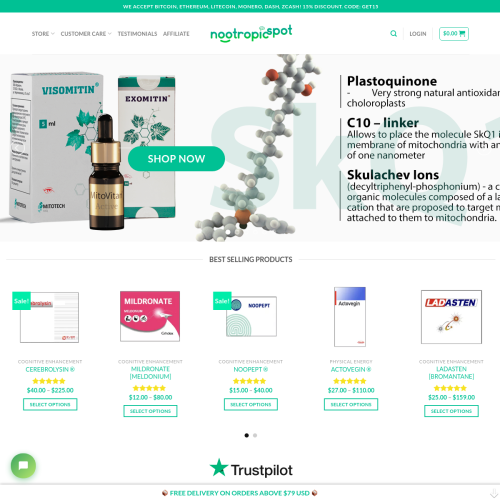 WE ACCEPT BITCOIN, ETHEREUM, LITECOIN, MONERO, DASH, ZCASH! 15% DISCOUNT. CODE: GET15
STORE CUSTOMER CARE TESTIMONIALS AFFILIATE
nootropicspot
LOGIN $0.00
VISOMITIN®
5 ml
MITOTECH
EXOMITIN®
MitoVitan
Active
SHOP NOW
SkQ1
Plastoquinone
- Very strong natural antioxidan
choloroplasts
C10 – linker
Allows to place the molecule SkQ1 i
membrane of mitochondria with an
of one nanometer
Skulachev Ions
(decyltriphenyl-phosphonium) - a c
organic molecules composed of a la
cation that are proposed to target m
attached to them to mitochondria.
BEST SELLING PRODUCTS
Sale!
Cerebrolysin
COGNITIVE ENHANCEMENT
CEREBROLYSIN®
$40.00 – $225.00
SELECT OPTIONS
MILDRONATE
MELDONIUM
COGNITIVE ENHANCEMENT
MILDRONATE
[MELDONIUM]
$12.00 – $80.00
SELECT OPTIONS
Sale!
NOOPEPT
COGNITIVE ENHANCEMENT
NOOPEPT®
$15.00 – $40.00
SELECT OPTIONS
Actovegin
PHYSICAL ENERGY
ACTOVEGIN®
$27.00 – $110.00
SELECT OPTIONS
LADASTEN
COGNITIVE ENHANCEMENT
LADASTEN
[BROMANTANE]
$25.00 – $159.00
SELECT OPTIONS
Trustpilot
FREE DELIVERY ON ORDERS ABOVE $79 USD